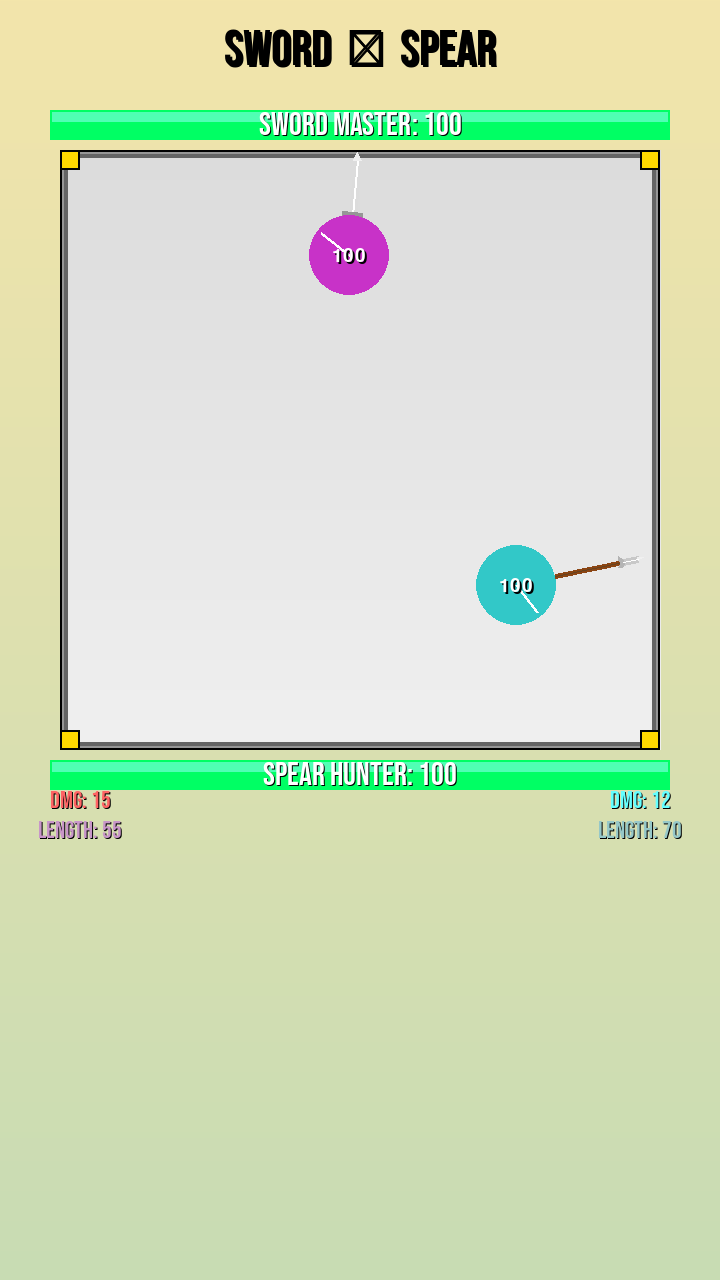 SWORD ☒ SPEAR
SWORD MASTER: 100
100
100
SPEAR HUNTER: 100
DMG: 15
DMG: 12
LENGTH: 55
LENGTH: 70